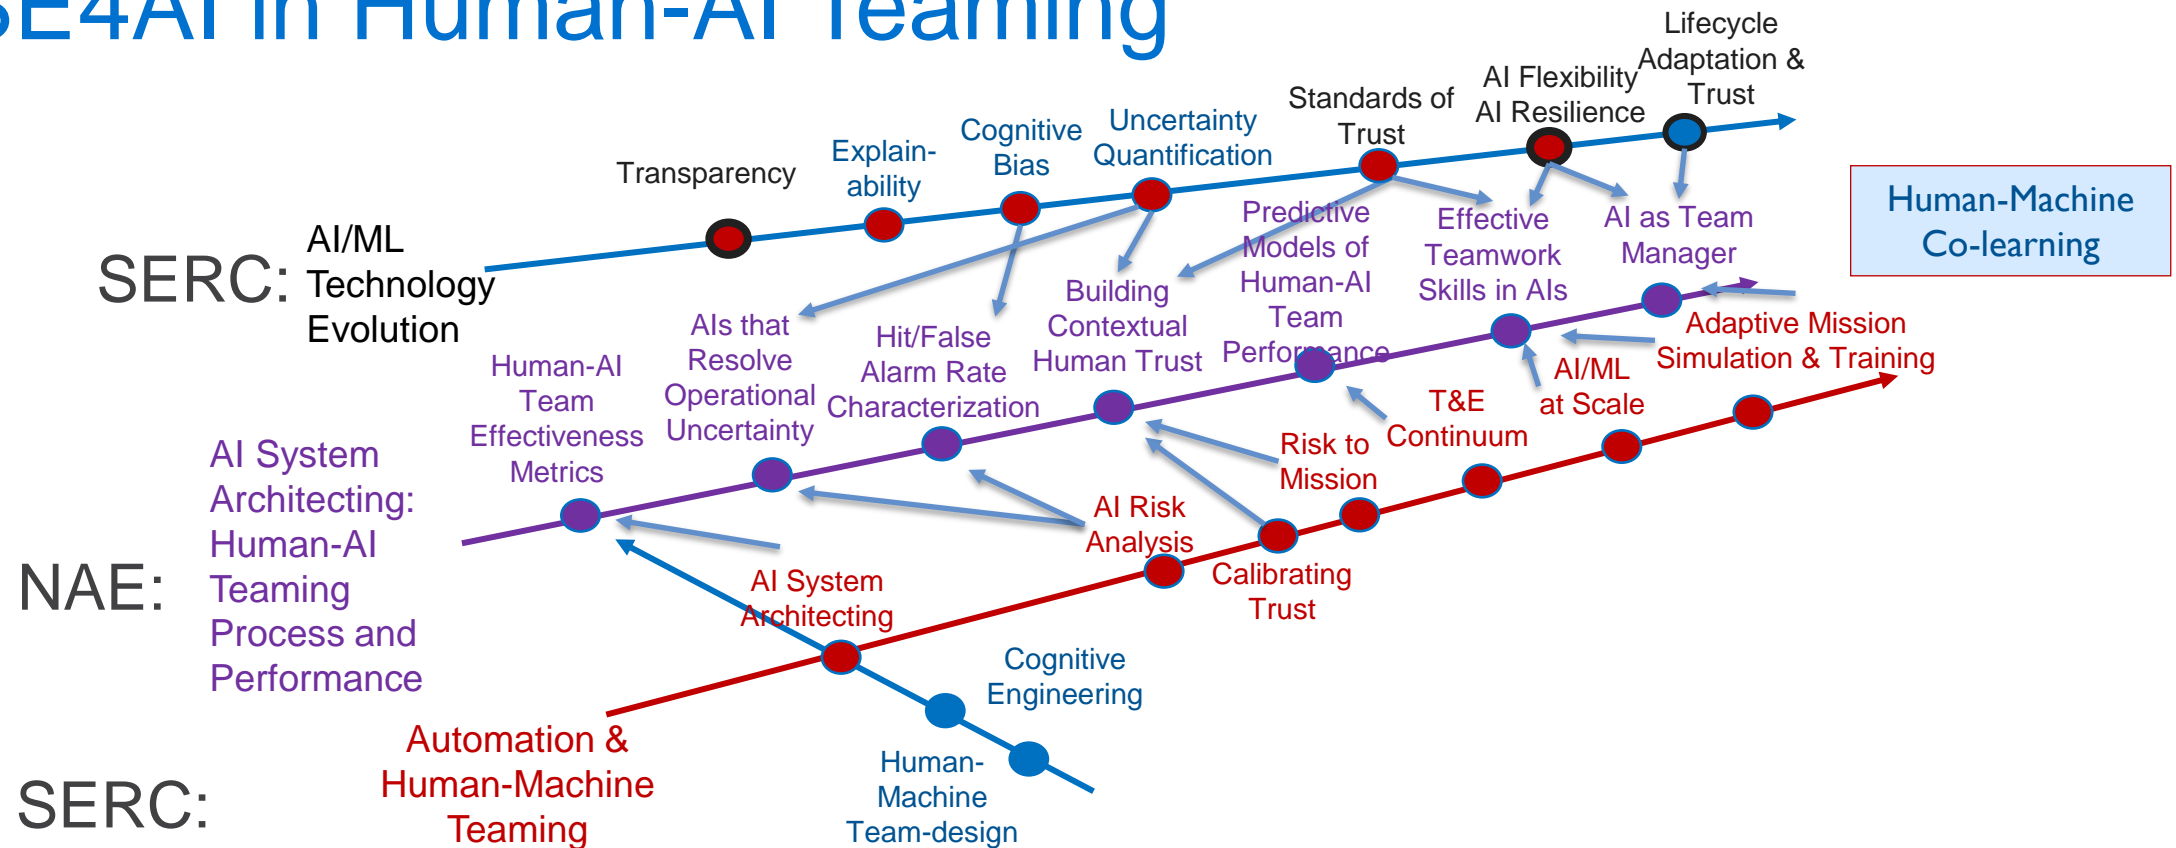 SE4AI in Human-AI Teaming
Lifecycle
Adaptation &
Trust
AI Flexibility
AI Resilience
Standards of
Trust
Uncertainty
Quantification
Cognitive
Bias
Explain-
ability
Transparency
SERC:
AI/ML
Technology
Evolution
Human-Machine
Co-learning
Human-AI
Team
Effectiveness
Metrics
AIs that
Resolve
Operational
Uncertainty
Hit/False
Alarm Rate
Characterization
Building
Contextual
Human Trust
Predictive
Models of
Human-AI
Team
Performance
Effective
Teamwork
Skills in AIs
AI as Team
Manager
NAE:
AI System
Architecting:
Human-AI
Teaming
Process and
Performance
AI System
Architecting
AI Risk
Analysis
Calibrating
Trust
Risk to
Mission
T&E
Continuum
AI/ML
at Scale
Adaptive Mission
Simulation & Training
Cognitive
Engineering
Human-
Machine
Team-design
SERC:
Automation &
Human-Machine
Teaming